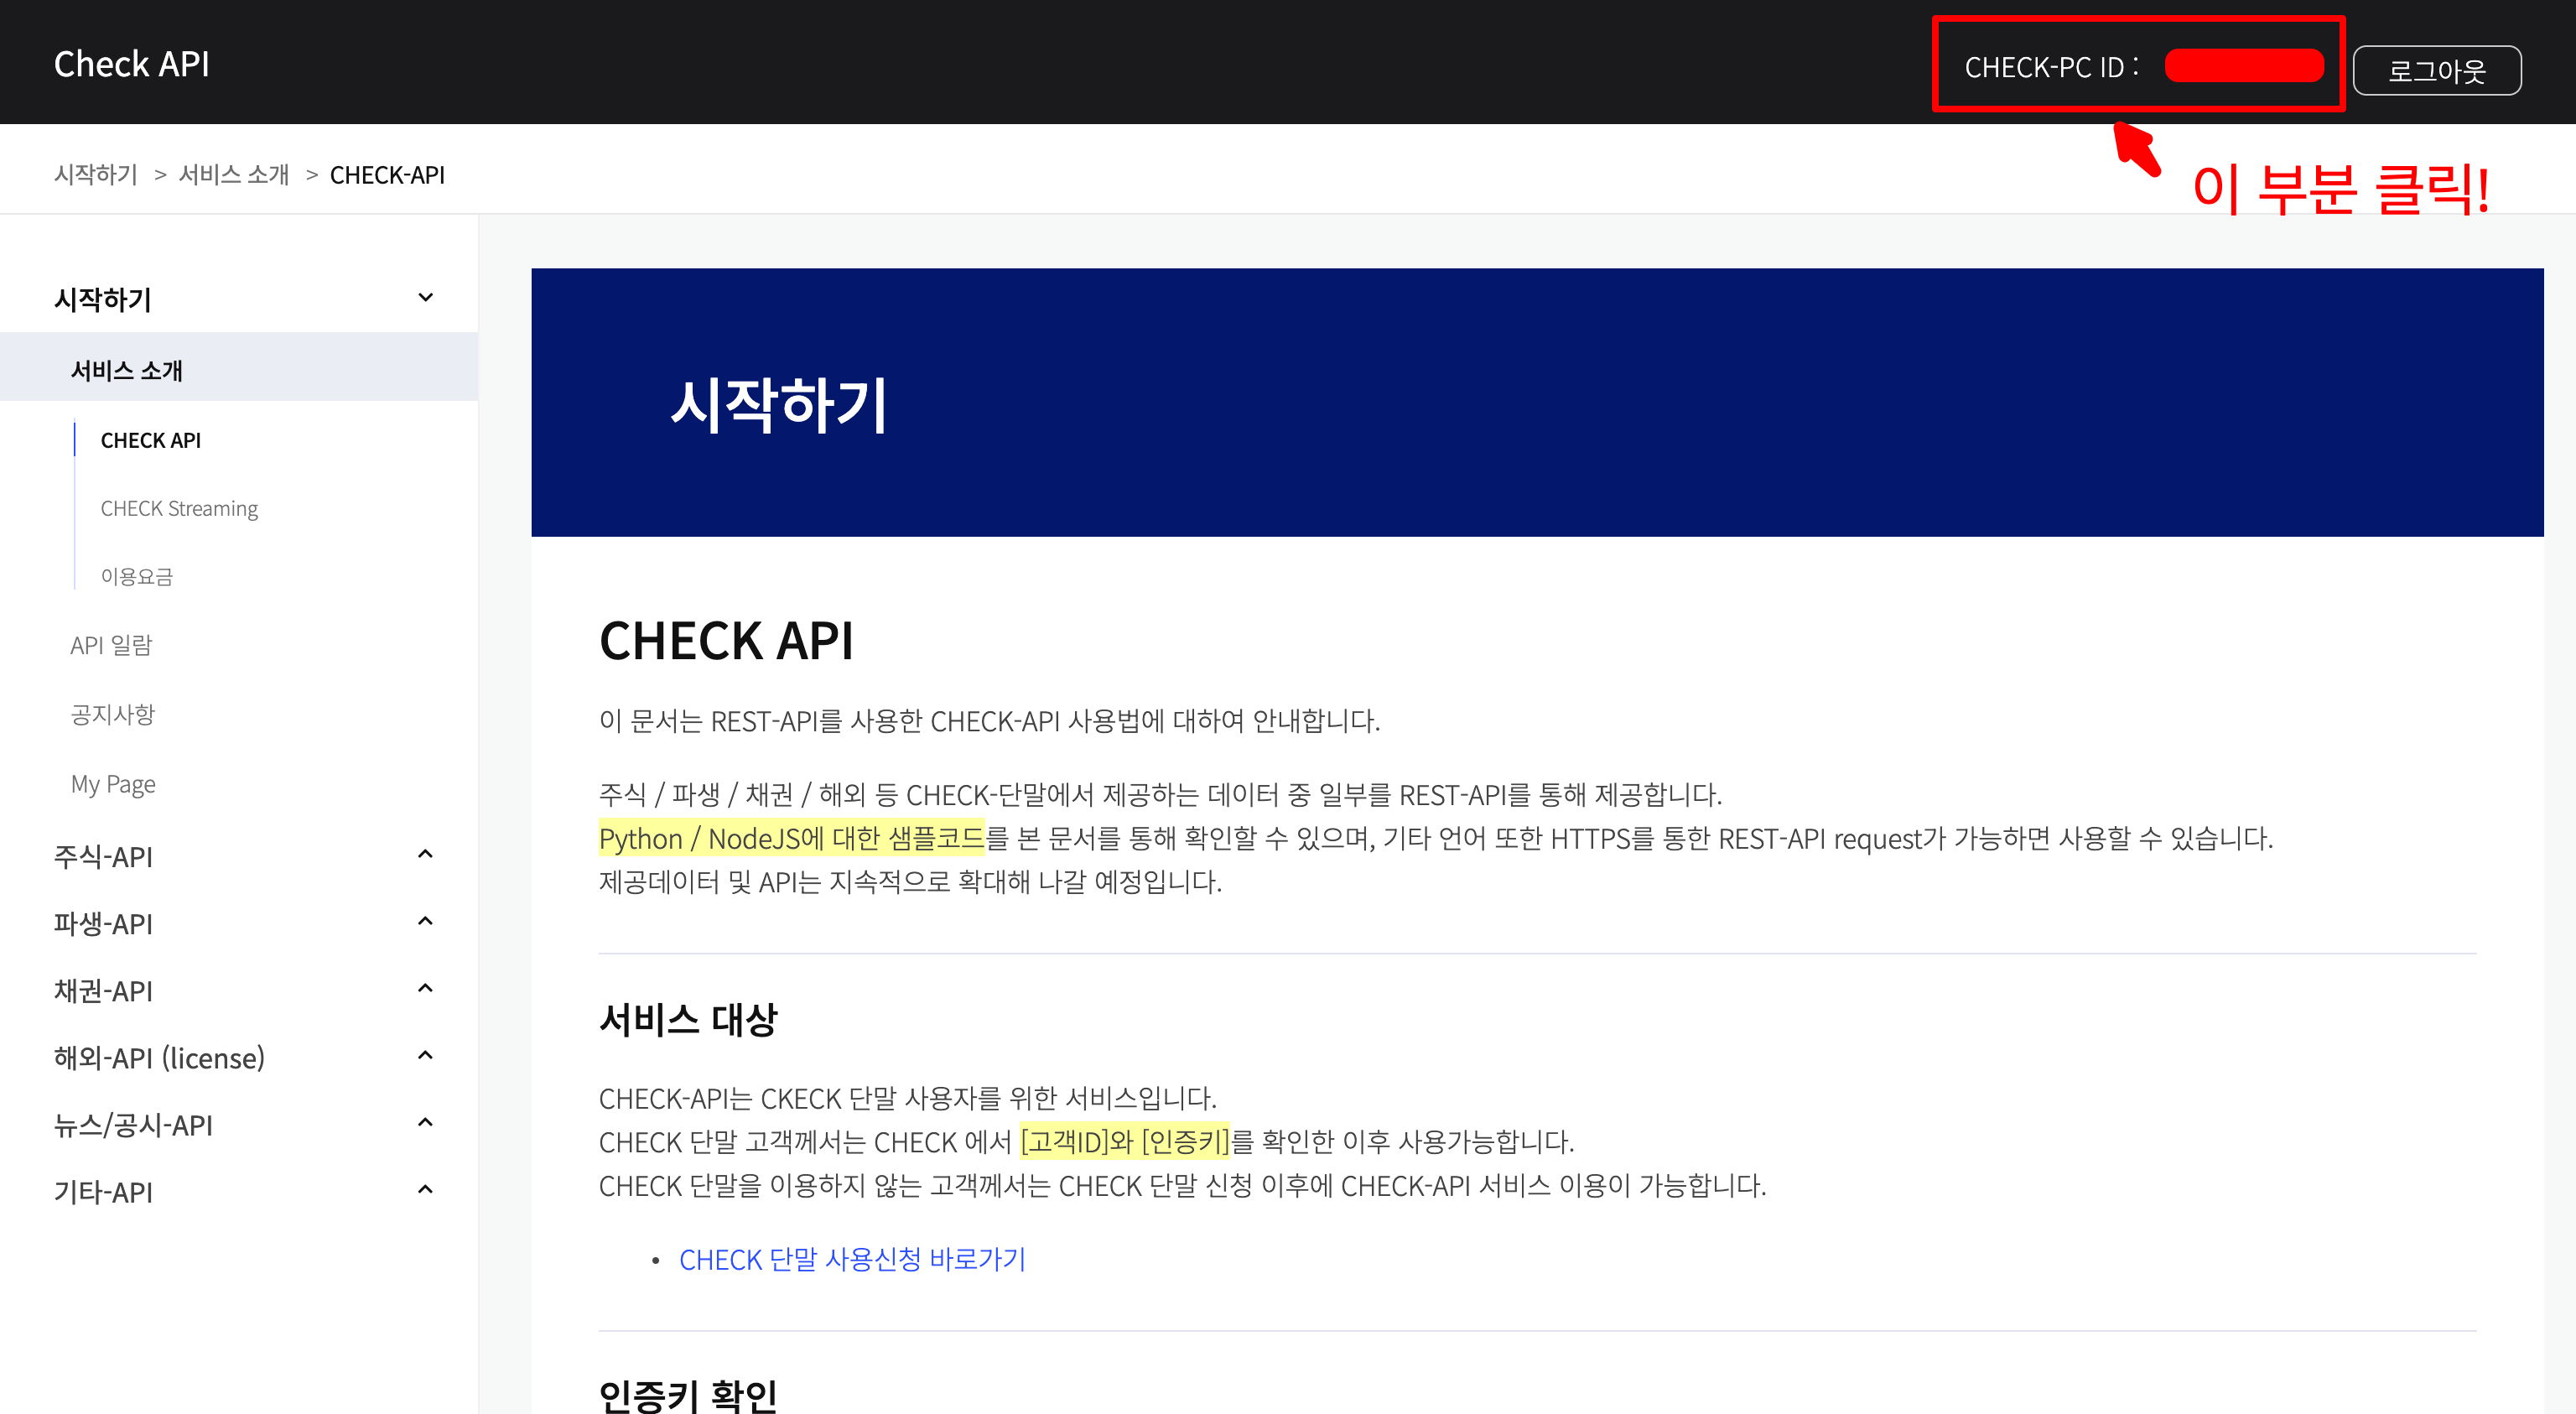 Check API
CHECK-PC ID :
로그아웃
이 부분 클릭!
시작하기 > 서비스 소개 > CHECK-API
시작하기
서비스 소개
CHECK API
CHECK Streaming
이용요금
API 일람
공지사항
My Page
주식-API
파생-API
채권-API
해외-API (license)
뉴스/공시-API
기타-API
시작하기
CHECK API
이 문서는 REST-API를 사용한 CHECK-API 사용법에 대하여 안내합니다.
주식 / 파생 / 채권 / 해외 등 CHECK-단말에서 제공하는 데이터 중 일부를 REST-API를 통해 제공합니다.
Python / NodeJS에 대한 샘플코드를 본 문서를 통해 확인할 수 있으며, 기타 언어 또한 HTTPS를 통한 REST-API request가 가능하면 사용할 수 있습니다.
제공데이터 및 API는 지속적으로 확대해 나갈 예정입니다.
서비스 대상
CHECK-API는 CKECK 단말 사용자를 위한 서비스입니다.
CHECK 단말 고객께서는 CHECK 에서 [고객ID]와 [인증키]를 확인한 이후 사용가능합니다.
CHECK 단말을 이용하지 않는 고객께서는 CHECK 단말 신청 이후에 CHECK-API 서비스 이용이 가능합니다.
• CHECK 단말 사용신청 바로가기
인증키 확인